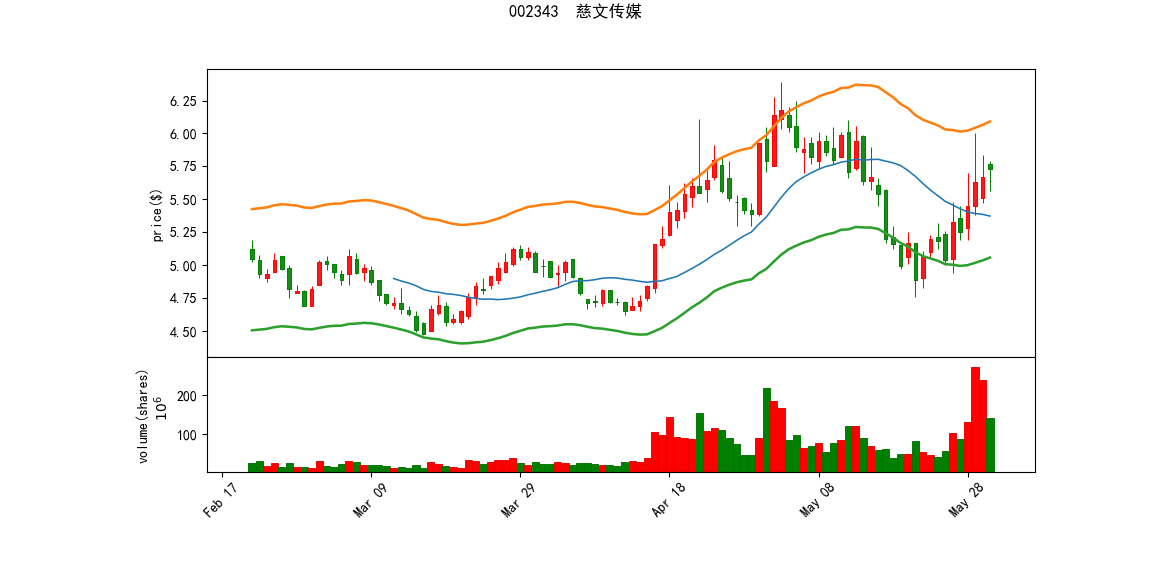 002343  慈文传媒
price($)
6.25
6.00
5.75
5.50
5.25
5.00
4.75
4.50
volume(shares)
10^6
200
100
Feb 17
Mar 09
Mar 29
Apr 18
May 08
May 28